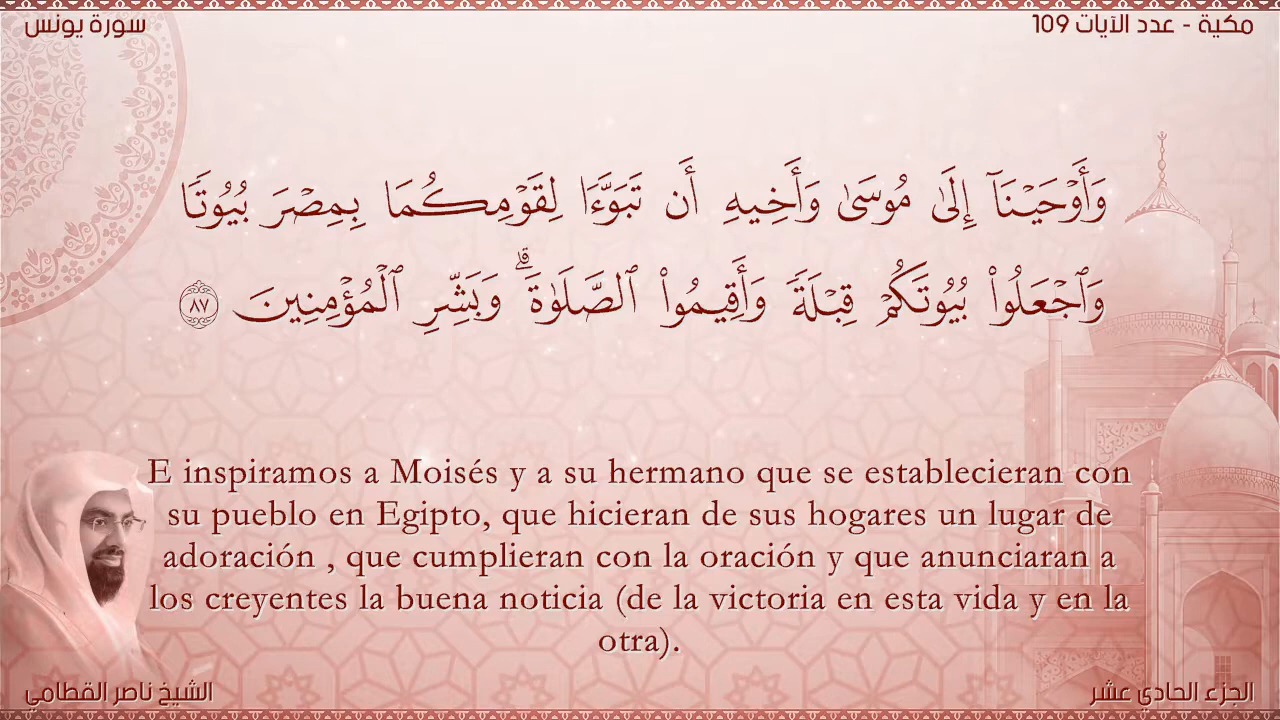 سورة يونس
مكية - عدد الآيات 109
وَأَوْحَيْنَآ إِلَىٰ مُوسَىٰ وَأَخِيهِ أَن تَبَوَّءَا لِقَوْمِكُمَا بِمِصْرَ بُيُوتًا
وَٱجْعَلُوا۟ بُيُوتَكُمْ قِبْلَةً وَأَقِيمُوا۟ ٱلصَّلَوٰةَ ۗ وَبَشِّرِ ٱلْمُؤْمِنِينَ ٨٧
E inspiramos a Moisés y a su hermano que se establecieran con
su pueblo en Egipto, que hicieran de sus hogares un lugar de
adoración , que cumplieran con la oración y que anunciaran a
los creyentes la buena noticia (de la victoria en esta vida y en la
otra).
الشيخ ناصر القطامي
الجزء الحادي عشر